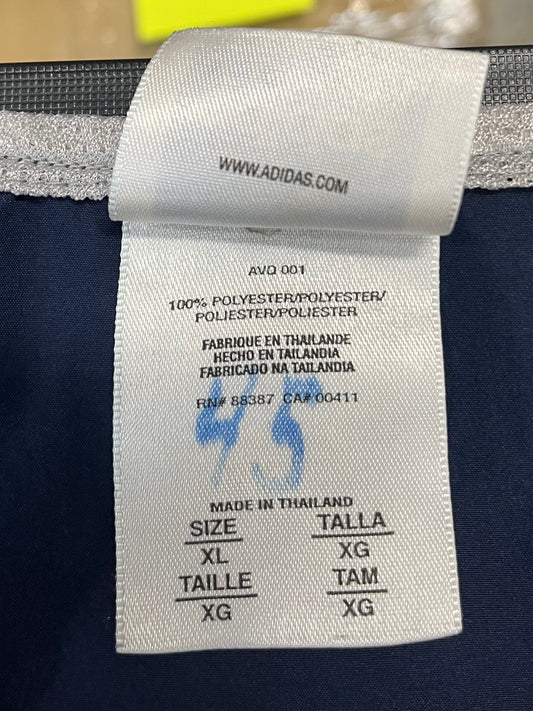 WWW.ADIDAS.COM
AVQ 001
100% POLYESTER/POLYESTER/
POLIESTER/POLIESTER
FABRIQUE EN THAILANDE
HECHO EN TAILANDIA
FABRICADO NA TAILANDIA
45
RN# 88387 CA# 00411
MADE IN THAILAND
SIZE TALLA
XL XG
TAILLE TAM
XG XG